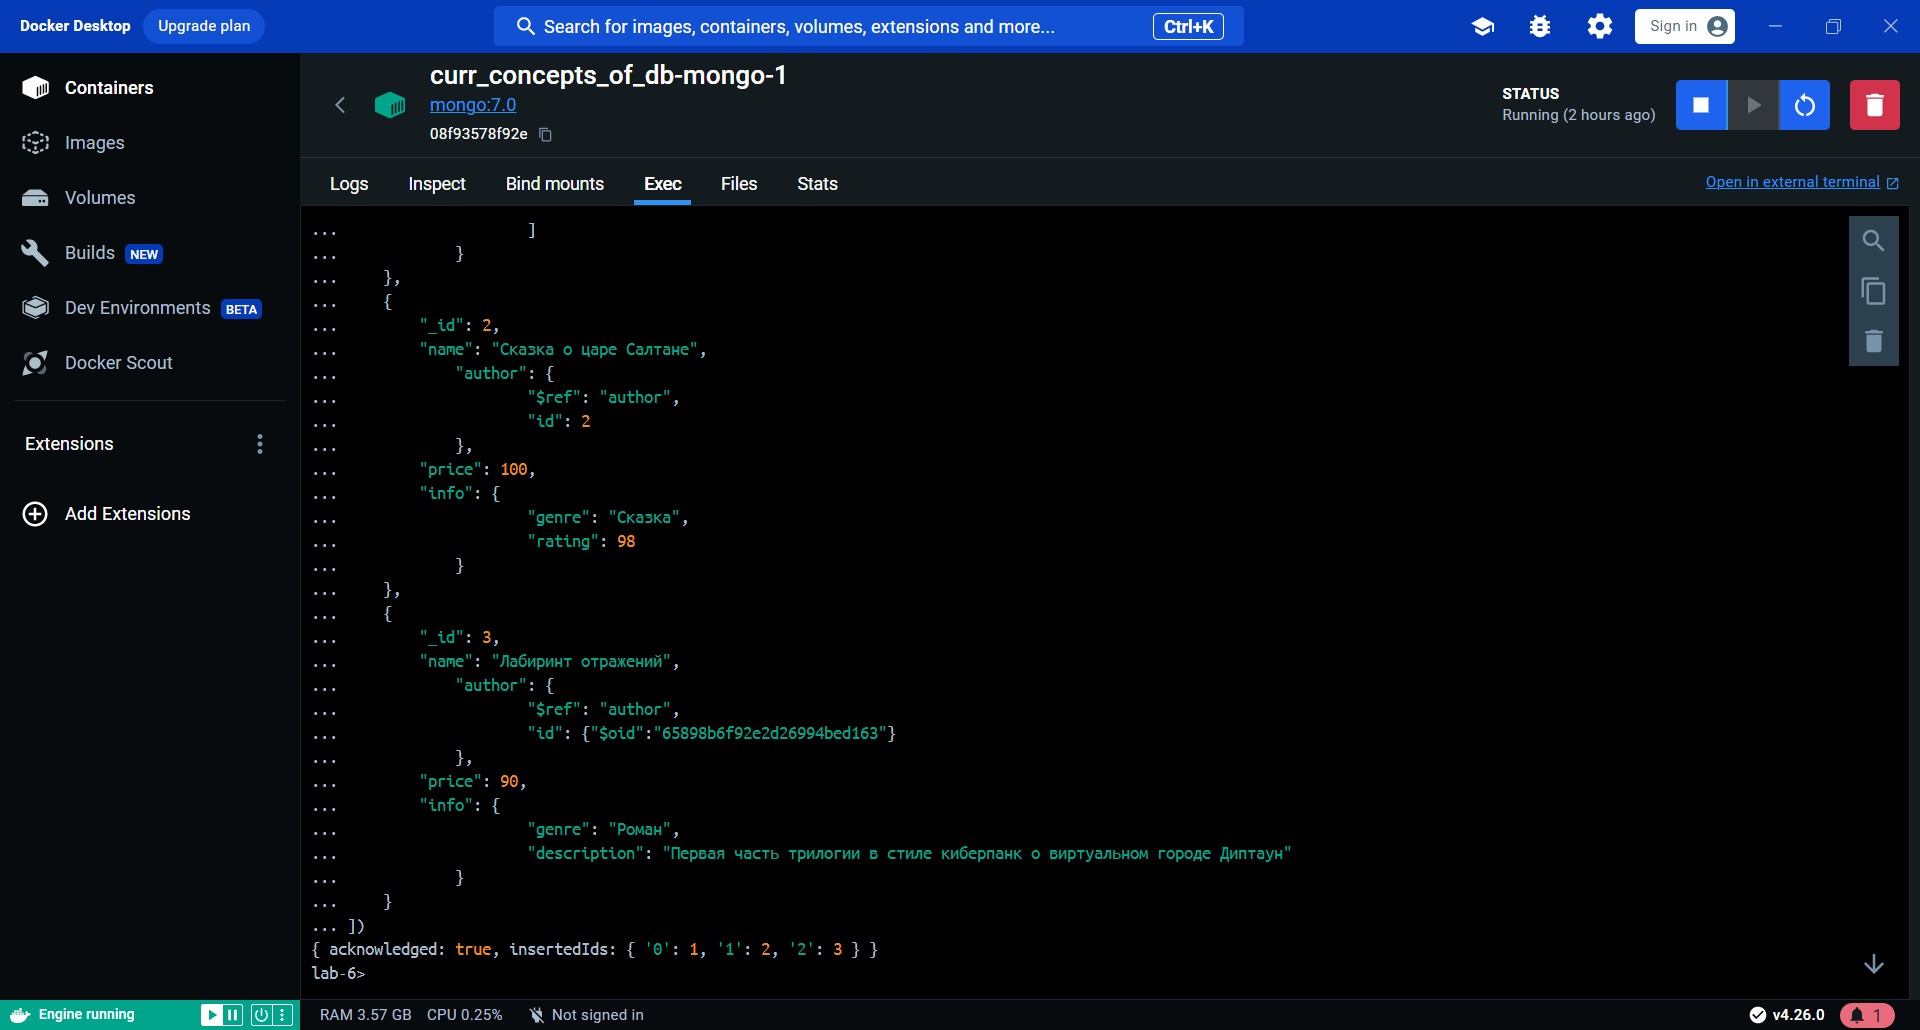 Docker Desktop Upgrade plan Search for images, containers, volumes, extensions and more... Ctrl+K Sign in
Containers
Images
Volumes
Builds NEW
Dev Environments BETA
Docker Scout
Extensions
Add Extensions
curr_concepts_of_db-mongo-1
mongo:7.0
08f93578f92e
STATUS
Running (2 hours ago)
Logs Inspect Bind mounts Exec Files Stats Open in external terminal
... ]
... }
... },
... {
... "_id": 2,
... "name": "Сказка о царе Салтане",
... "author": {
... "$ref": "author",
... "id": 2
... },
... "price": 100,
... "info": {
... "genre": "Сказка",
... "rating": 98
... }
... },
... {
... "_id": 3,
... "name": "Лабиринт отражений",
... "author": {
... "$ref": "author",
... "id": {"$oid":"65898b6f92e2d26994bed163"}
... },
... "price": 90,
... "info": {
... "genre": "Роман",
... "description": "Первая часть трилогии в стиле киберпанк о виртуальном городе Диптаун"
... }
... }
... ])
{ acknowledged: true, insertedIds: { '0': 1, '1': 2, '2': 3 } }
lab-6>
Engine running RAM 3.57 GB CPU 0.25% Not signed in v4.26.0 1